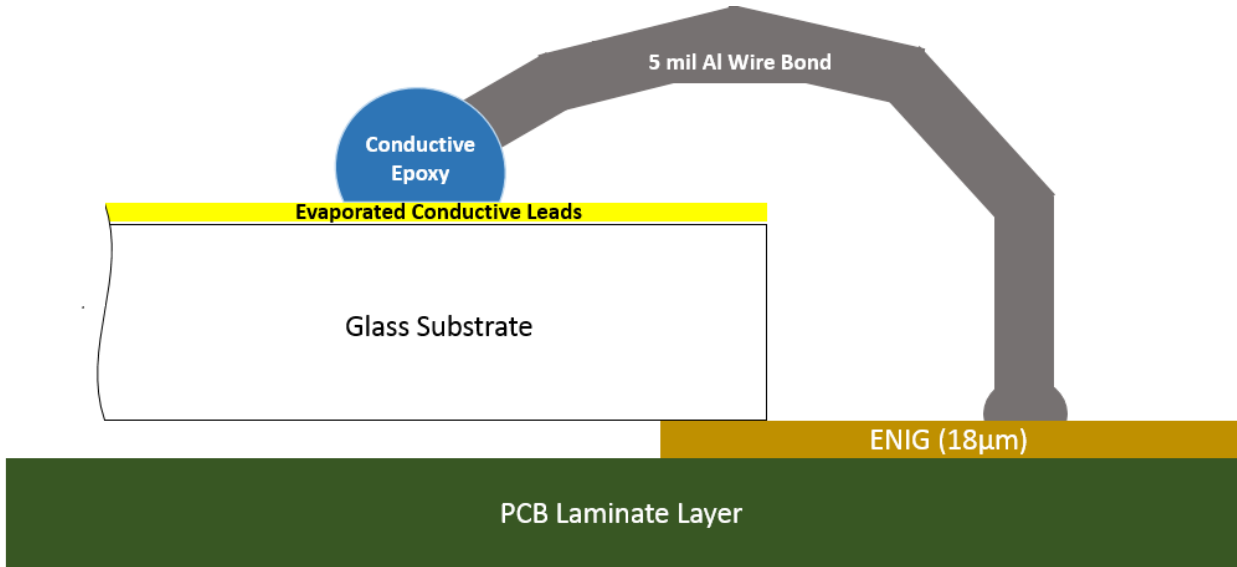 5 mil Al Wire Bond
Conductive
Epoxy
Evaporated Conductive Leads
Glass Substrate
ENIG (18μm)
PCB Laminate Layer